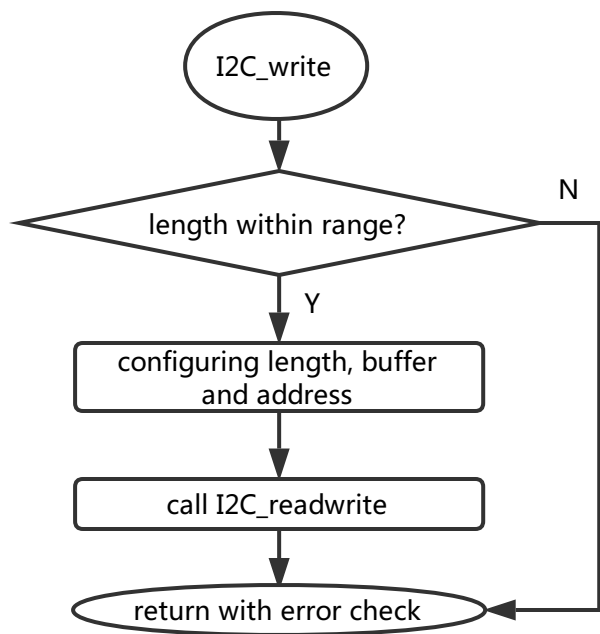 I2C_write
N
length within range?
Y
configuring length, buffer
and address
call I2C_readwrite
return with error check